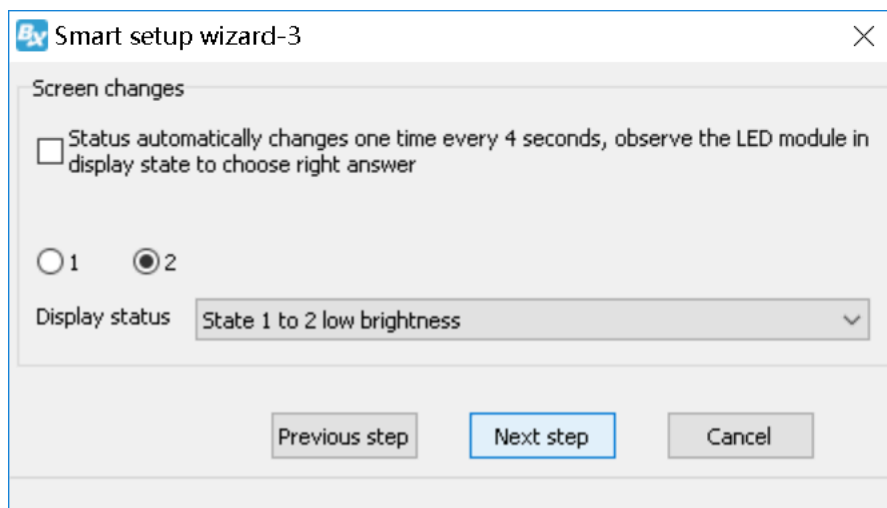 BX Smart setup wizard-3
Screen changes
Status automatically changes one time every 4 seconds, observe the LED module in
display state to choose right answer
1 2
Display status State 1 to 2 low brightness
Previous step Next step Cancel